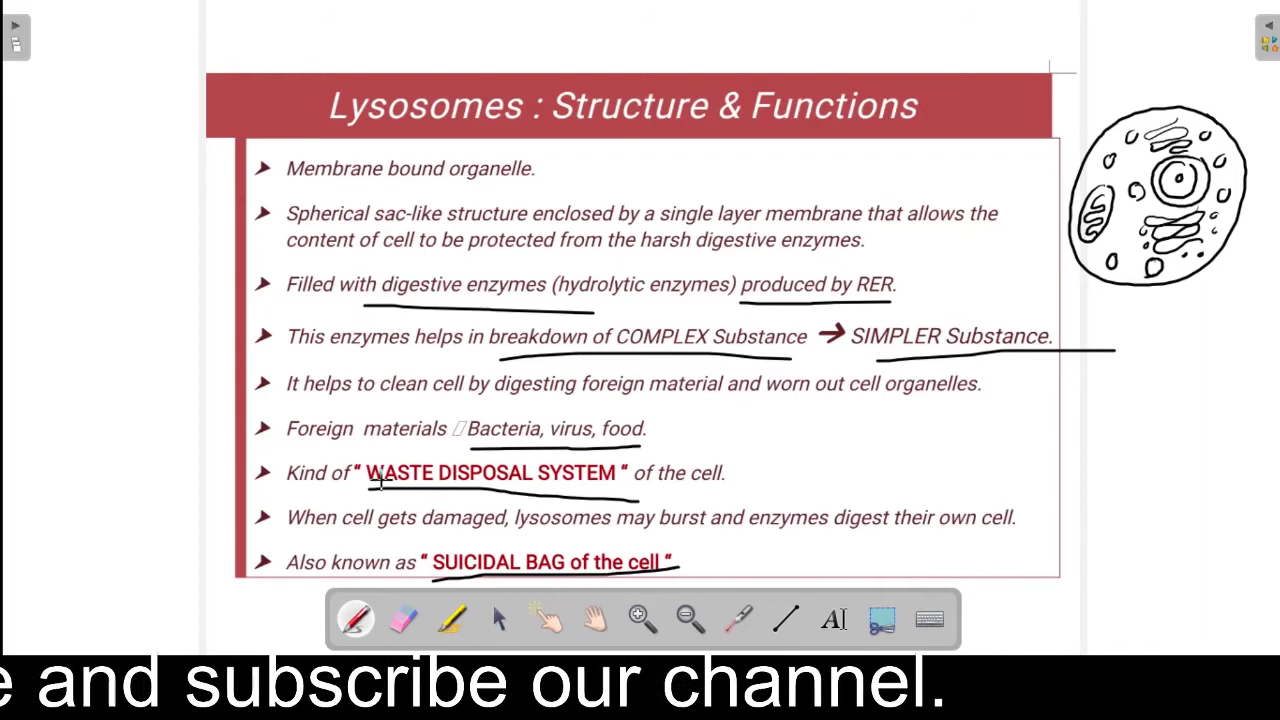 Lysosomes : Structure & Functions
Membrane bound organelle.
Spherical sac-like structure enclosed by a single layer membrane that allows the
content of cell to be protected from the harsh digestive enzymes.
Filled with digestive enzymes (hydrolytic enzymes) produced by RER.
This enzymes helps in breakdown of COMPLEX Substance ➔ SIMPLER Substance.
It helps to clean cell by digesting foreign material and worn out cell organelles.
Foreign materials Bacteria, virus, food.
Kind of “ WASTE DISPOSAL SYSTEM “ of the cell.
When cell gets damaged, lysosomes may burst and enzymes digest their own cell.
Also known as “ SUICIDAL BAG of the cell “
e and subscribe our channel.